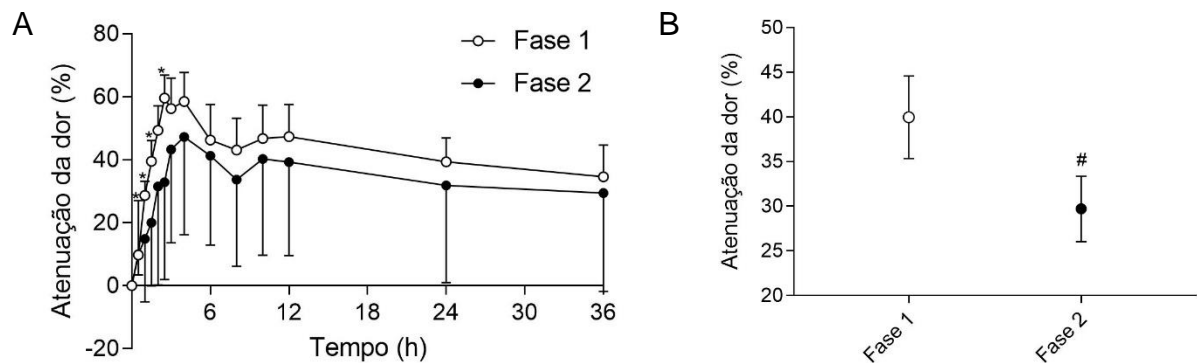 A
Atenuação da dor (%)
80
60
40
20
0
-20
6
12
18
24
30
36
Tempo (h)
Fase 1
Fase 2
*
*
*
*
B
Atenuação da dor (%)
50
45
40
35
30
25
20
#
Fase 1
Fase 2